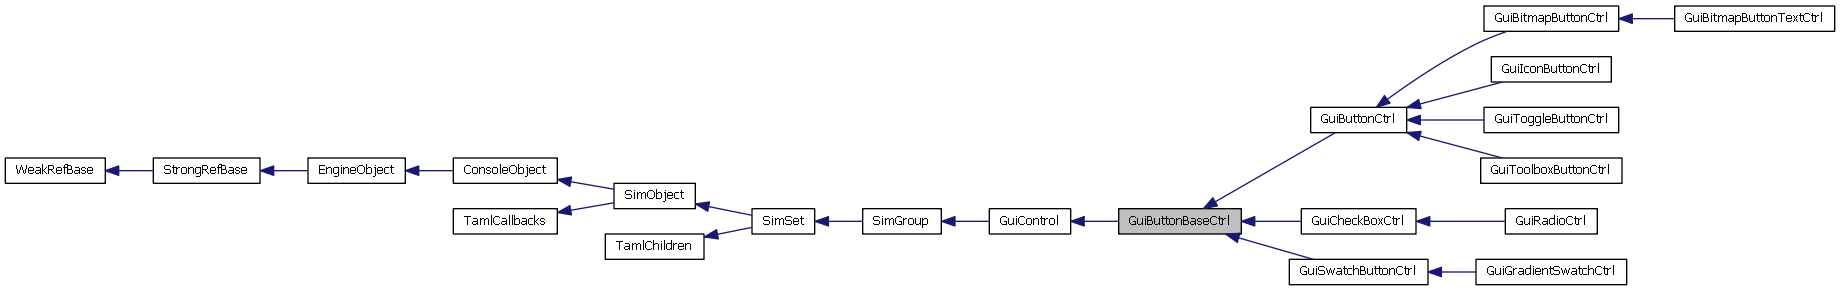 GuiBitmapButtonCtrl
GuiBitmapButtonTextCtrl
GuiIconButtonCtrl
GuiButtonCtrl
GuiToggleButtonCtrl
WeakRefBase
StrongRefBase
EngineObject
ConsoleObject
GuiToolboxButtonCtrl
SimObject
TamlCallbacks
SimSet
SimGroup
GuiControl
GuiButtonBaseCtrl
GuiCheckBoxCtrl
GuiRadioCtrl
TamlChildren
GuiSwatchButtonCtrl
GuiGradientSwatchCtrl